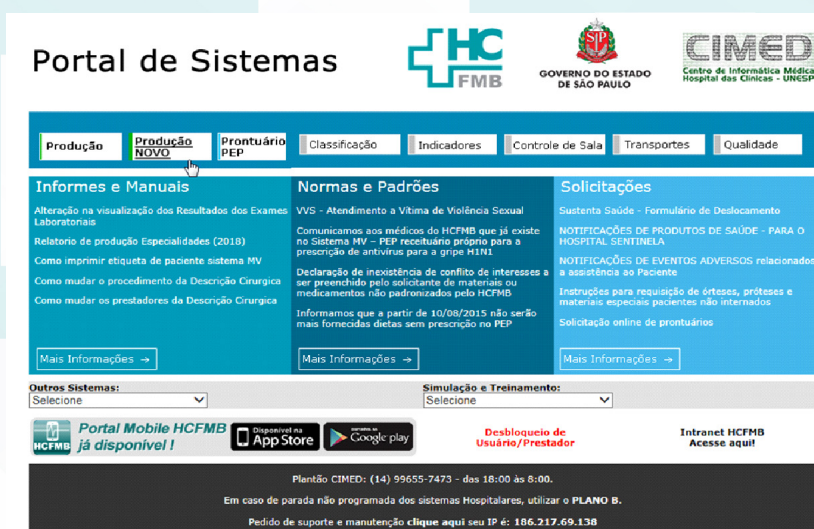 Portal de Sistemas
HC
FMB
SP
GOVERNO DO ESTADO
DE SÃO PAULO
CIMED
Centro de Informática Médica
Hospital das Clínicas - UNESP
Produção
Produção
NOVO
Prontuário
PEP
Classificação
Indicadores
Controle de Sala
Transportes
Qualidade
Informes e Manuais
Alteração na visualização dos Resultados dos Exames
Laboratoriais
Relatorio de produção Especialidades (2018)
Como imprimir etiqueta de paciente sistema MV
Como mudar o procedimento da Descrição Cirurgica
Como mudar os prestadores da Descrição Cirurgica
Mais Informações →
Normas e Padrões
VVS - Atendimento a Vítima de Violência Sexual
Comunicamos aos médicos do HCFMB que já existe
no Sistema MV – PEP receituário próprio para a
prescrição de antivírus para a gripe H1N1
Declaração de inexistência de conflito de interesses a
ser preenchido pelo solicitante de materiais ou
medicamentos não padronizados pelo HCFMB
Informamos que a partir de 10/08/2015 não serão
mais fornecidas dietas sem prescrição no PEP
Mais Informações →
Solicitações
Sustenta Saúde - Formulário de Deslocamento
NOTIFICAÇÕES DE PRODUTOS DE SAÚDE - PARA O
HOSPITAL SENTINELA
NOTIFICAÇÕES DE EVENTOS ADVERSOS relacionados
a assistência ao Paciente
Instruções para requisição de órteses, próteses e
materiais especiais pacientes não internados
Solicitação online de prontuários
Mais Informações →
Outros Sistemas:
Selecione
Simulação e Treinamento:
Selecione
HCFMB
Portal Mobile HCFMB
já disponível !
Disponível na
App Store
Google play
Desbloqueio de
Usuário/Prestador
Intranet HCFMB
Acesse aqui!
Plantão CIMED: (14) 99655-7473 - das 18:00 às 8:00.
Em caso de parada não programada dos sistemas Hospitalares, utilizar o PLANO B.
Pedido de suporte e manutenção clique aqui seu IP é: 186.217.69.138